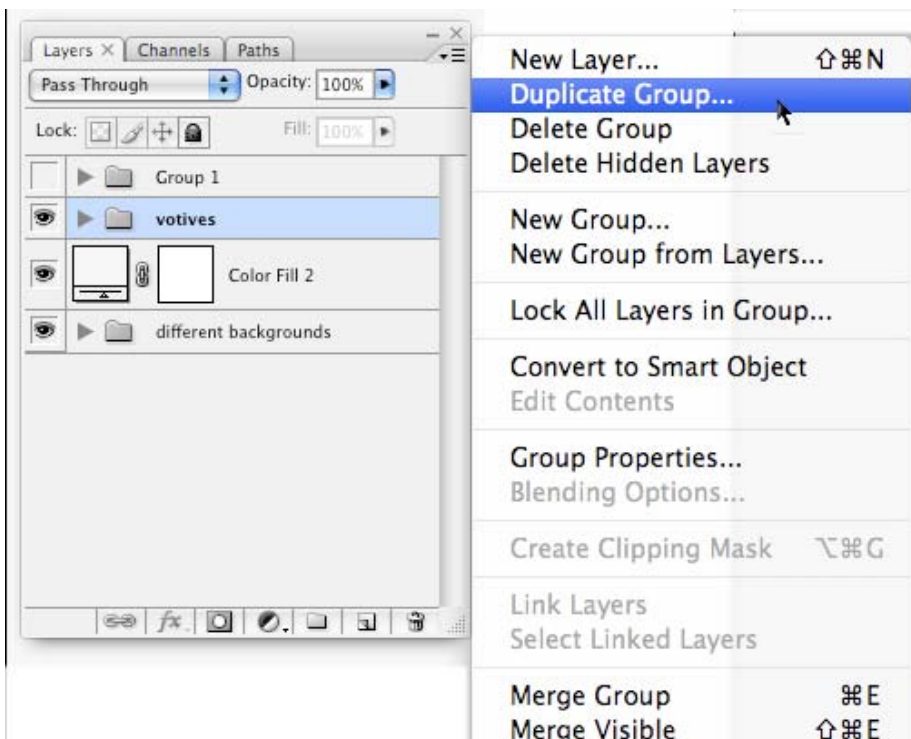 Layers × Channels Paths
Pass Through Opacity: 100%
Lock: Fill: 100%
Group 1
votives
Color Fill 2
different backgrounds
fx
New Layer... ⇧⌘N
Duplicate Group...
Delete Group
Delete Hidden Layers
New Group...
New Group from Layers...
Lock All Layers in Group...
Convert to Smart Object
Edit Contents
Group Properties...
Blending Options...
Create Clipping Mask ⌥⌘G
Link Layers
Select Linked Layers
Merge Group ⌘E
Merge Visible ⇧⌘E